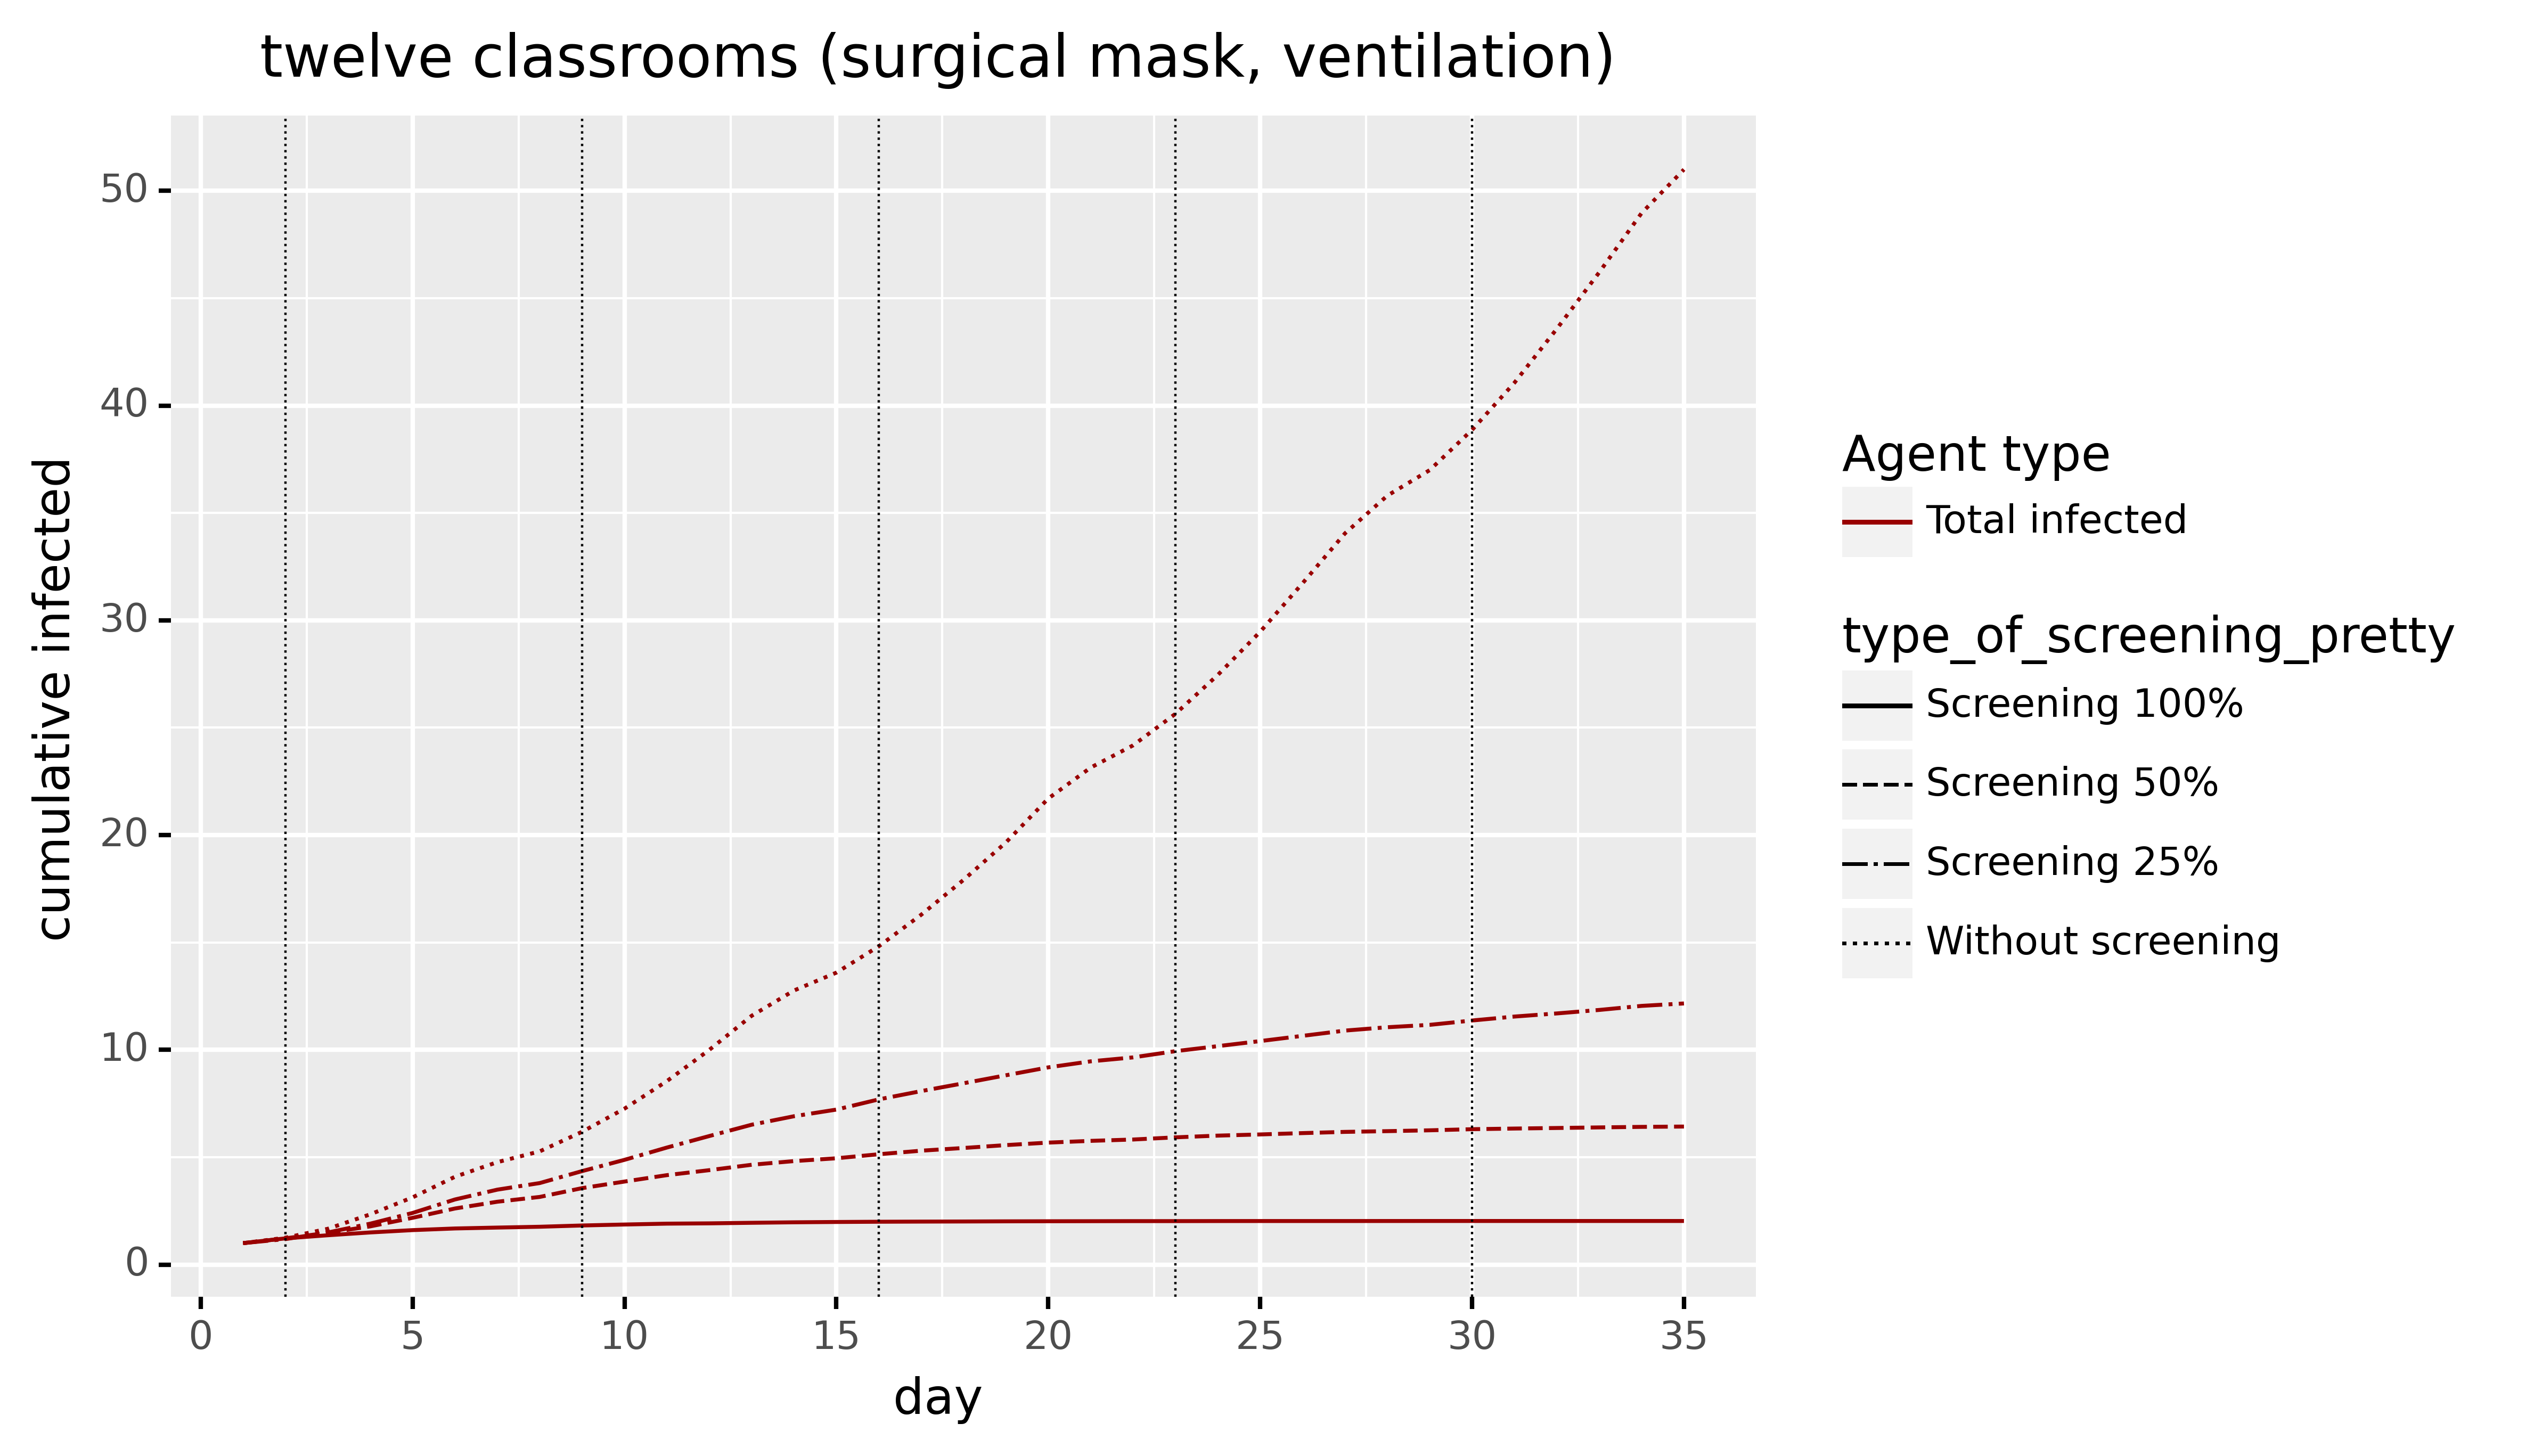 twelve classrooms (surgical mask, ventilation)
cumulative infected
50
40
30
20
10
0
0 5 10 15 20 25 30 35
day
Agent type
Total infected
type_of_screening_pretty
Screening 100%
Screening 50%
Screening 25%
Without screening